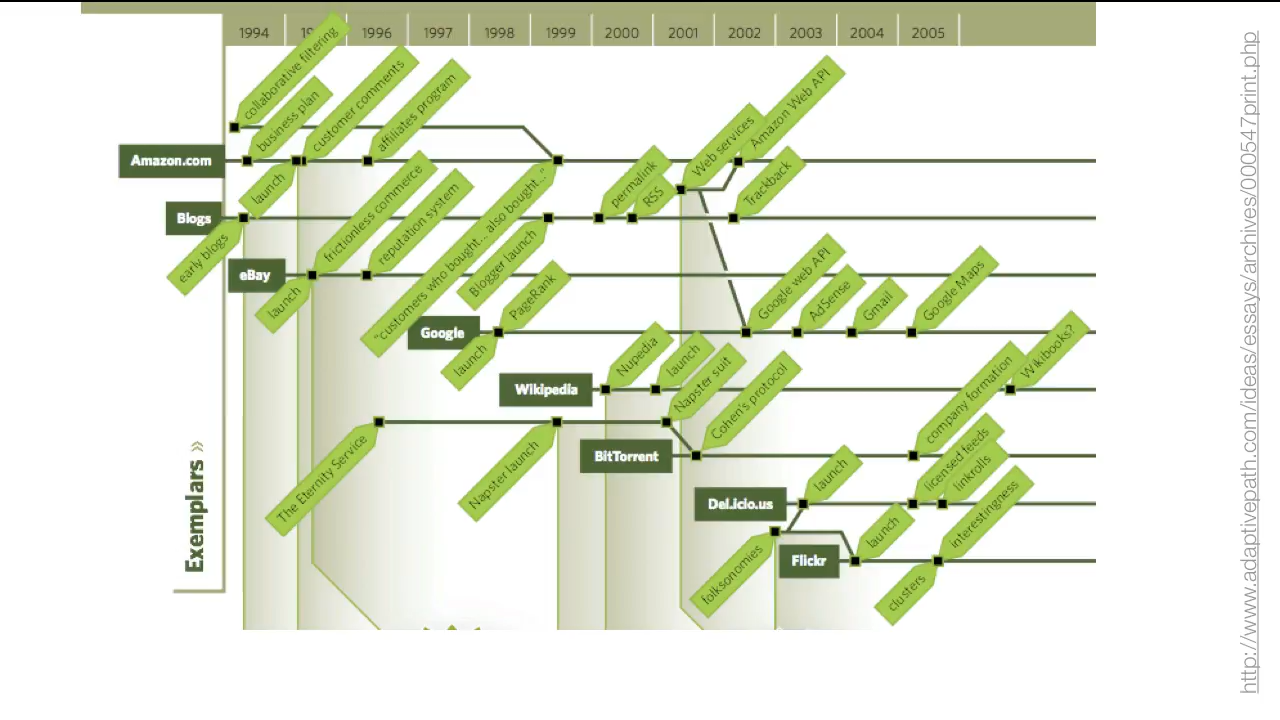 1994
1996
1997
1998
1999
2000
2001
2002
2003
2004
2005
collaborative filtering
business plan
customer comments
affiliates program
Amazon.com
launch
"customers who bought... also bought..."
Web services
Amazon Web API
Blogs
early blogs
Blogger launch
permalink
RSS
Trackback
eBay
launch
frictionless commerce
reputation system
Google
launch
PageRank
Google web API
AdSense
Gmail
Google Maps
Wikipedia
Nupedia
launch
Wikibooks?
The Eternity Service
Napster launch
Napster suit
BitTorrent
Cohen's protocol
company formation
Del.icio.us
launch
licensed feeds
linkrolls
folksonomies
Flickr
launch
clusters
interestingness
Exemplars »
http://www.adaptivepath.com/ideas/essays/archives/000547print.php